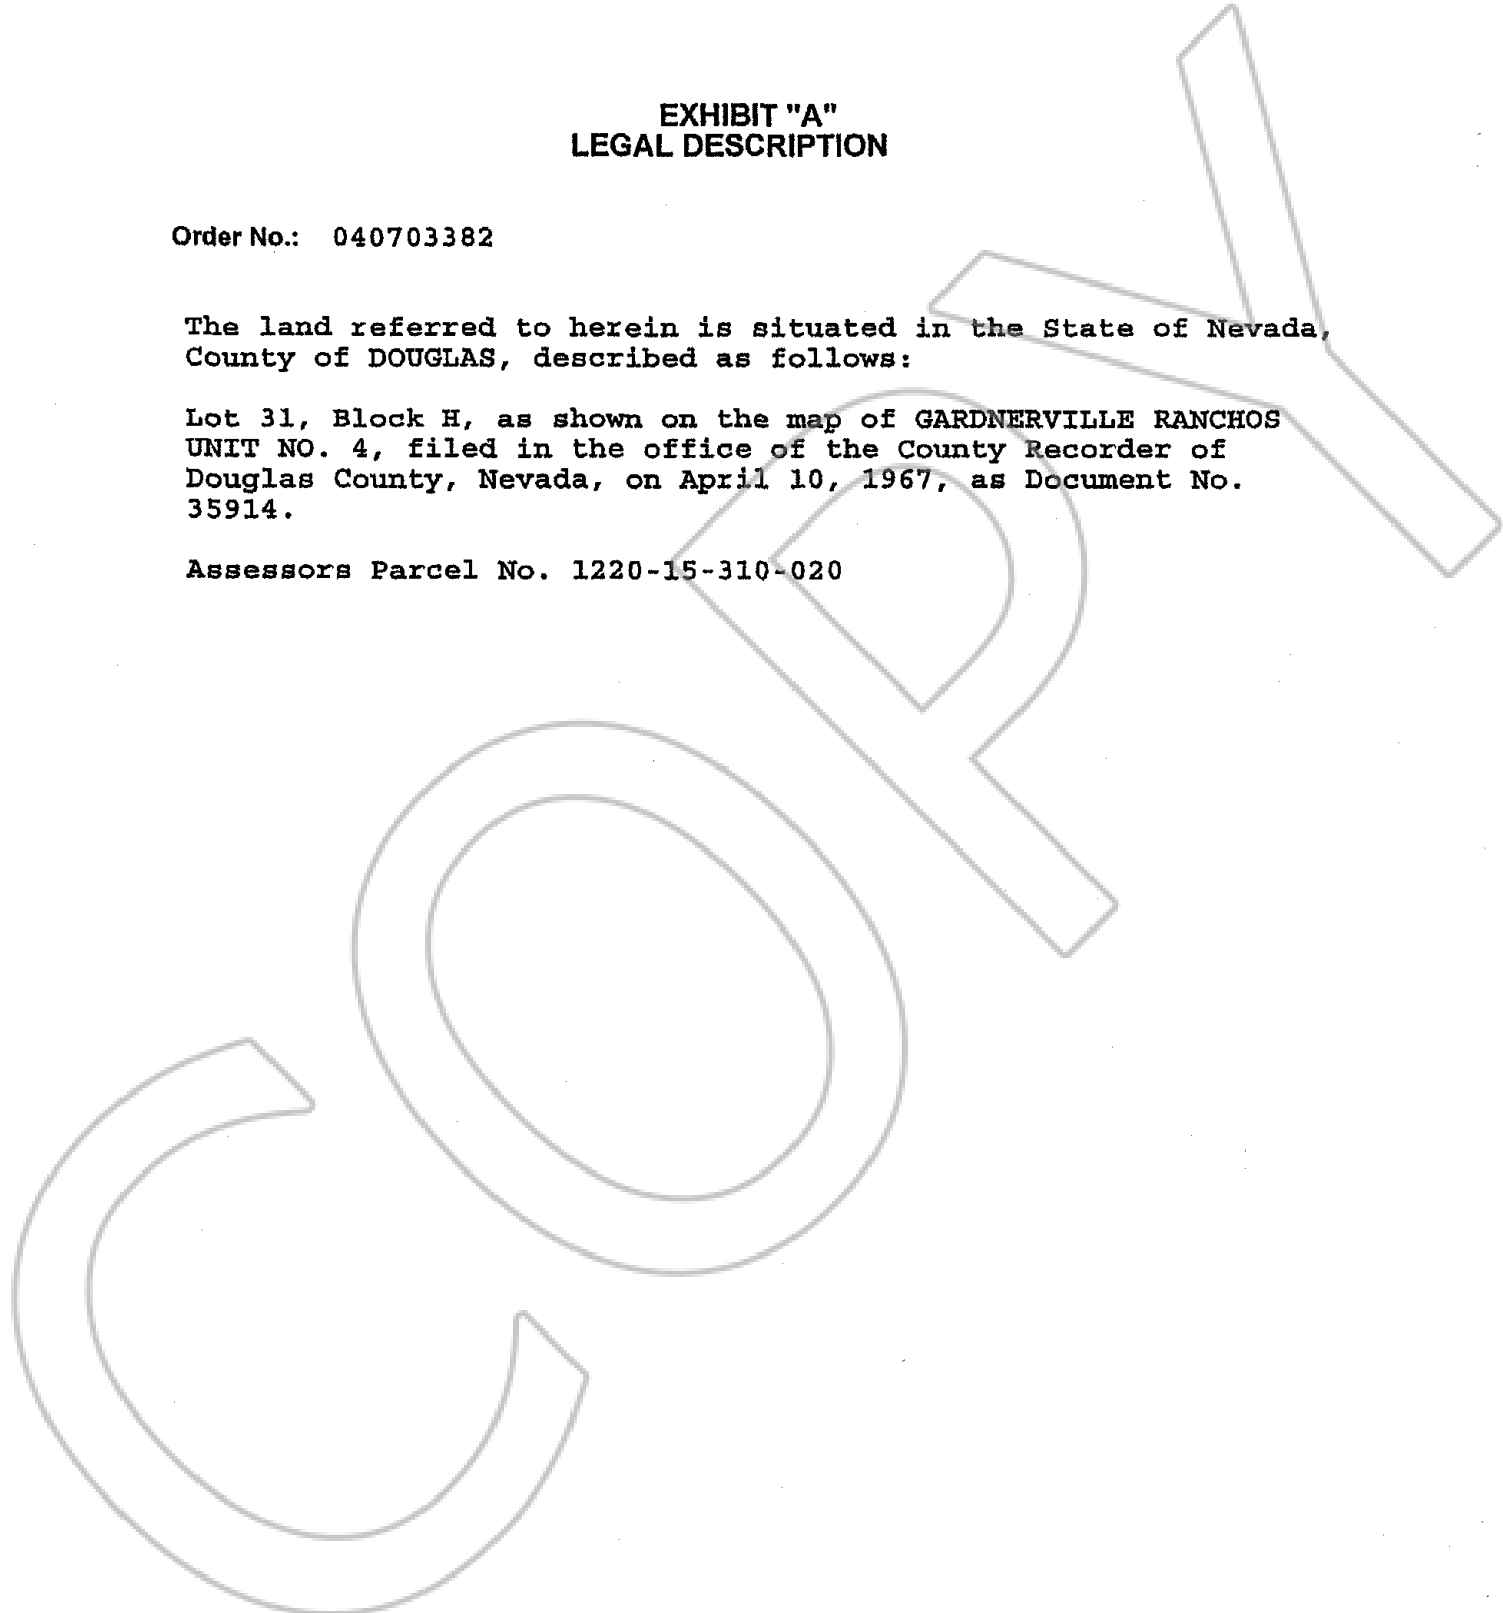 EXHIBIT "A"
LEGAL DESCRIPTION
Order No.: 040703382
The land referred to herein is situated in the State of Nevada,
County of DOUGLAS, described as follows:
Lot 31, Block H, as shown on the map of GARDNERVILLE RANCHOS
UNIT NO. 4, filed in the office of the County Recorder of
Douglas County, Nevada, on April 10, 1967, as Document No.
35914.
Assessors Parcel No. 1220-15-310-020
COPY